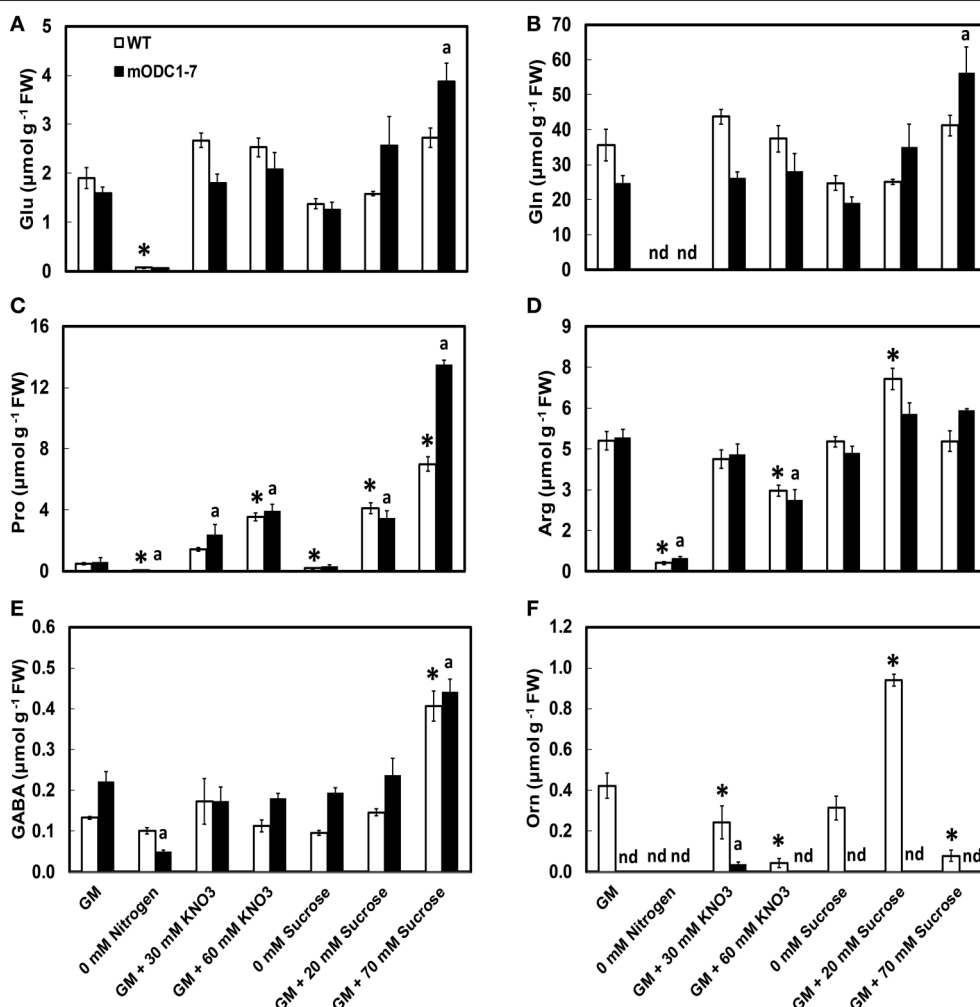 A
Glu (µmol g⁻¹ FW)
5
4
3
2
1
0
WT
mODC1-7
*
a
B
Gln (µmol g⁻¹ FW)
70
60
50
40
30
20
10
0
nd nd
a
C
Pro (µmol g⁻¹ FW)
16
12
8
4
0
* a
a
* a
*
* a
* a
D
Arg (µmol g⁻¹ FW)
9
8
6
5
3
2
0
* a
* a
*
E
GABA (µmol g⁻¹ FW)
0.6
0.5
0.4
0.3
0.2
0.1
0.0
a
* a
GM
0 mM Nitrogen
GM + 30 mM KNO3
GM + 60 mM KNO3
0 mM Sucrose
GM + 20 mM Sucrose
GM + 70 mM Sucrose
F
Orn (µmol g⁻¹ FW)
1.2
1.0
0.8
0.6
0.4
0.2
0.0
nd
nd nd
* a
* nd
nd
* nd
* nd
GM
0 mM Nitrogen
GM + 30 mM KNO3
GM + 60 mM KNO3
0 mM Sucrose
GM + 20 mM Sucrose
GM + 70 mM Sucrose